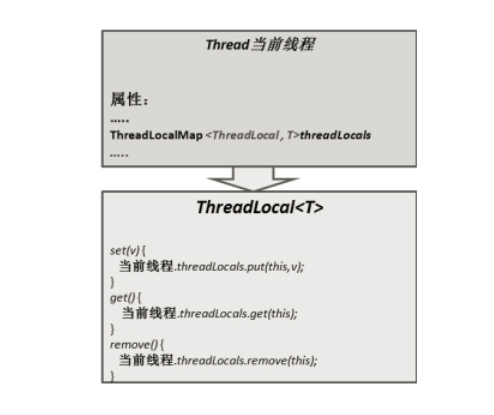 Thread当前线程
属性：
.....
ThreadLocalMap <ThreadLocal , T>threadLocals
.....
ThreadLocal<T>
set(v) {
当前线程.threadLocals.put(this,v);
}
get() {
当前线程.threadLocals.get(this);
}
remove() {
当前线程.threadLocals.remove(this);
}